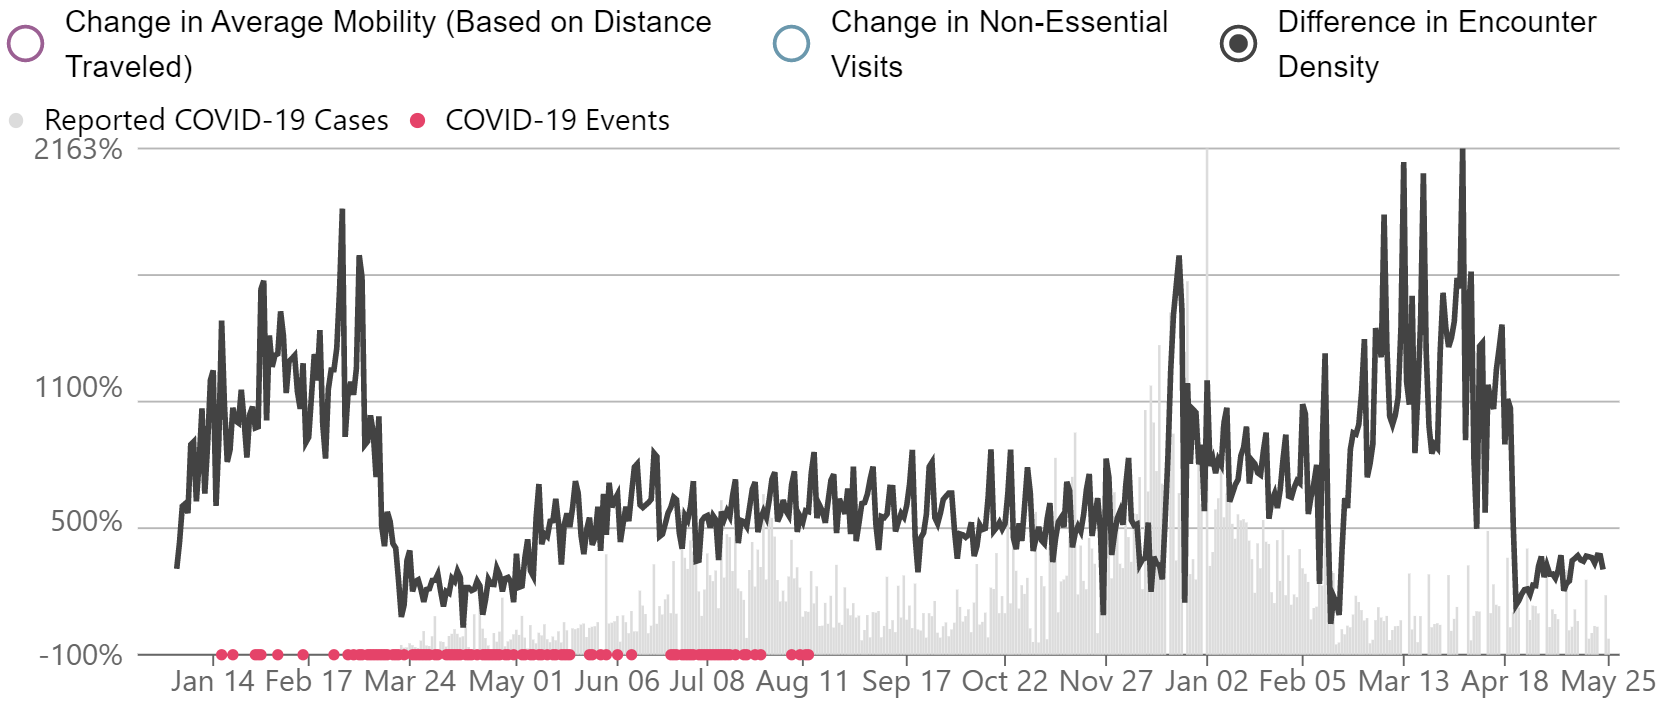 Change in Average Mobility (Based on Distance Traveled)
Change in Non-Essential Visits
Difference in Encounter Density
Reported COVID-19 Cases
COVID-19 Events
2163%
1100%
500%
-100%
Jan 14 Feb 17 Mar 24 May 01 Jun 06 Jul 08 Aug 11 Sep 17 Oct 22 Nov 27 Jan 02 Feb 05 Mar 13 Apr 18 May 25